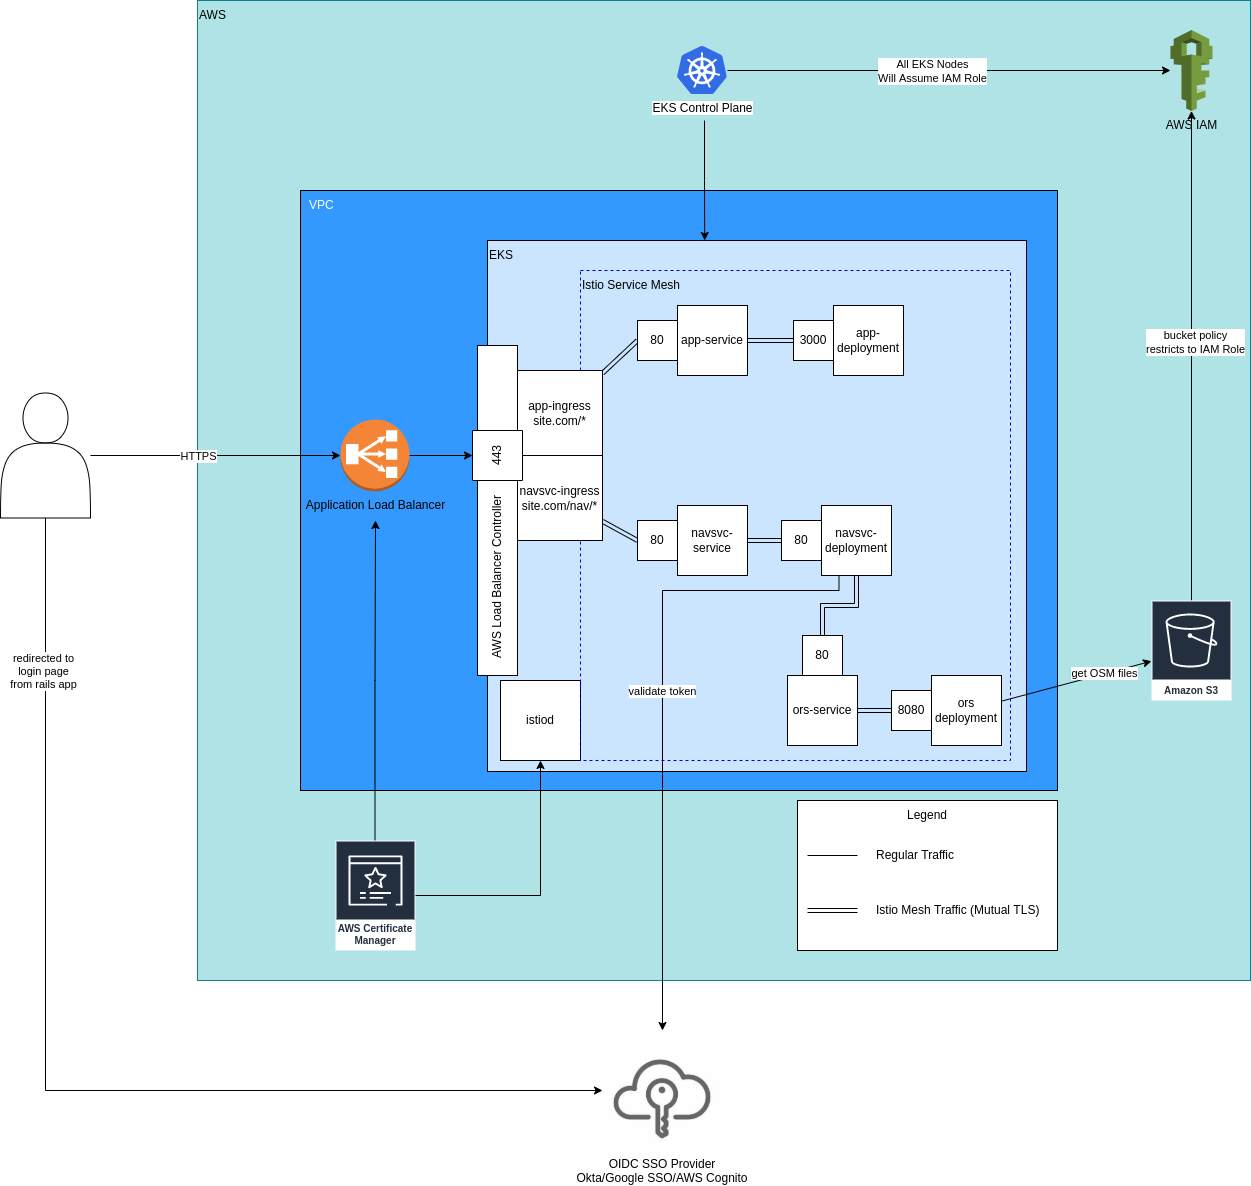 AWS
EKS Control Plane
All EKS Nodes
Will Assume IAM Role
AWS IAM
VPC
EKS
Istio Service Mesh
80
app-service
3000
app-
deployment
app-ingress
site.com/*
443
HTTPS
Application Load Balancer
navsvc-ingress
site.com/nav/*
AWS Load Balancer Controller
80
navsvc-
service
80
navsvc-
deployment
bucket policy
restricts to IAM Role
redirected to
login page
from rails app
validate token
80
ors-service
8080
ors
deployment
get OSM files
Amazon S3
istiod
Legend
Regular Traffic
Istio Mesh Traffic (Mutual TLS)
AWS Certificate
Manager
OIDC SSO Provider
Okta/Google SSO/AWS Cognito